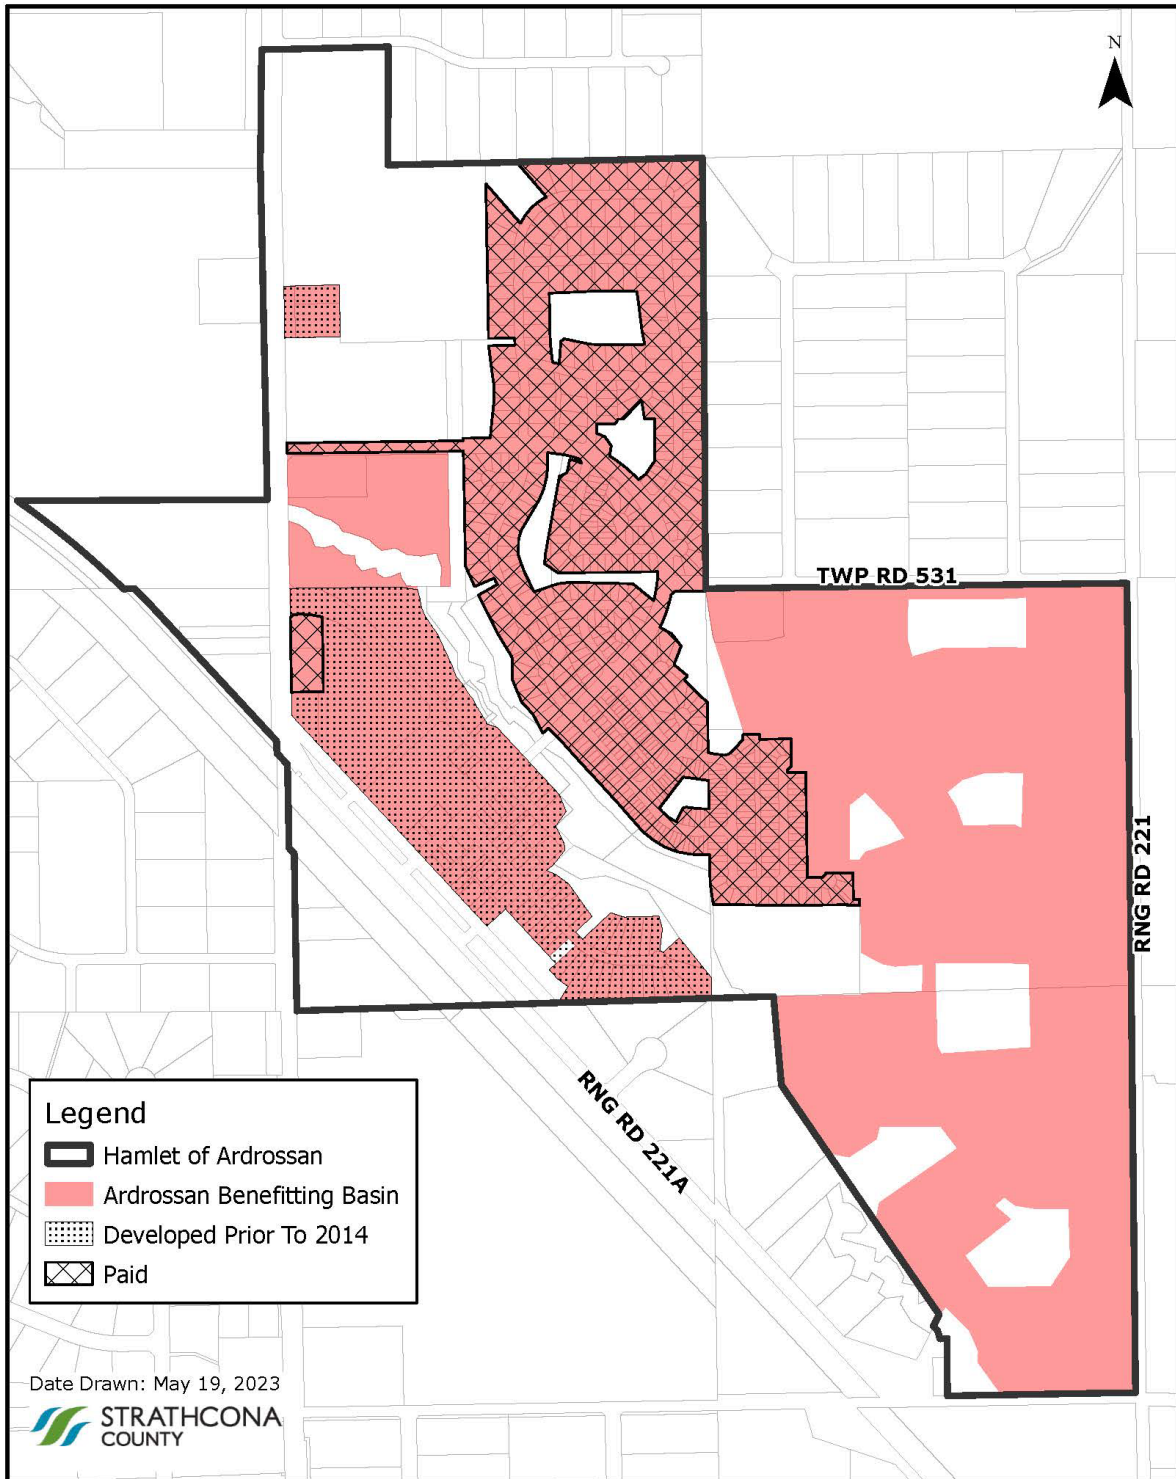 N
TWP RD 531
RNG RD 221
RNG RD 221A
Legend
Hamlet of Ardrossan
Ardrossan Benefitting Basin
Developed Prior To 2014
Paid
Date Drawn: May 19, 2023
STRATHCONA
COUNTY